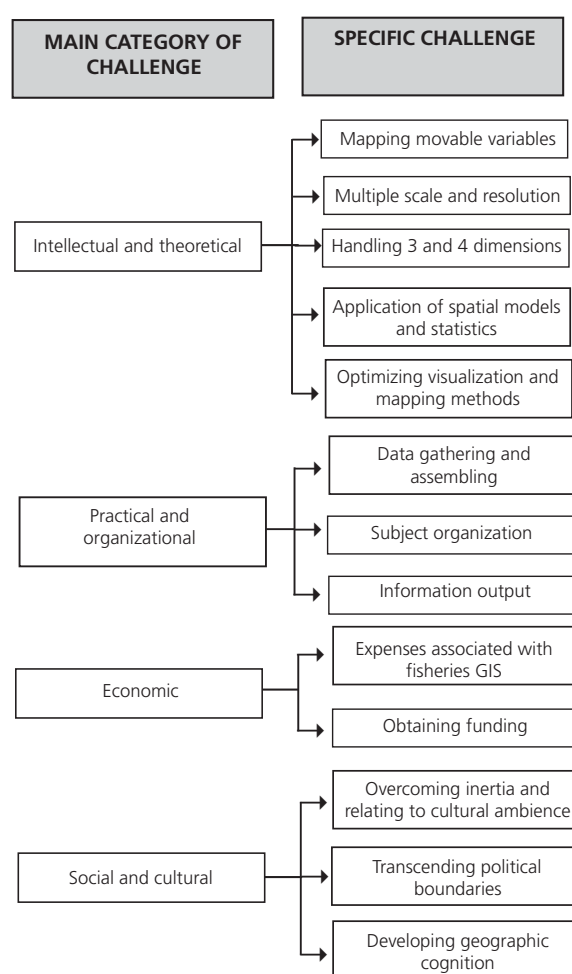 MAIN CATEGORY OF
CHALLENGE
SPECIFIC CHALLENGE
Intellectual and theoretical
Mapping movable variables
Multiple scale and resolution
Handling 3 and 4 dimensions
Application of spatial models
and statistics
Optimizing visualization and
mapping methods
Practical and
organizational
Data gathering and
assembling
Subject organization
Information output
Economic
Expenses associated with
fisheries GIS
Obtaining funding
Social and cultural
Overcoming inertia and
relating to cultural ambience
Transcending political
boundaries
Developing geographic
cognition